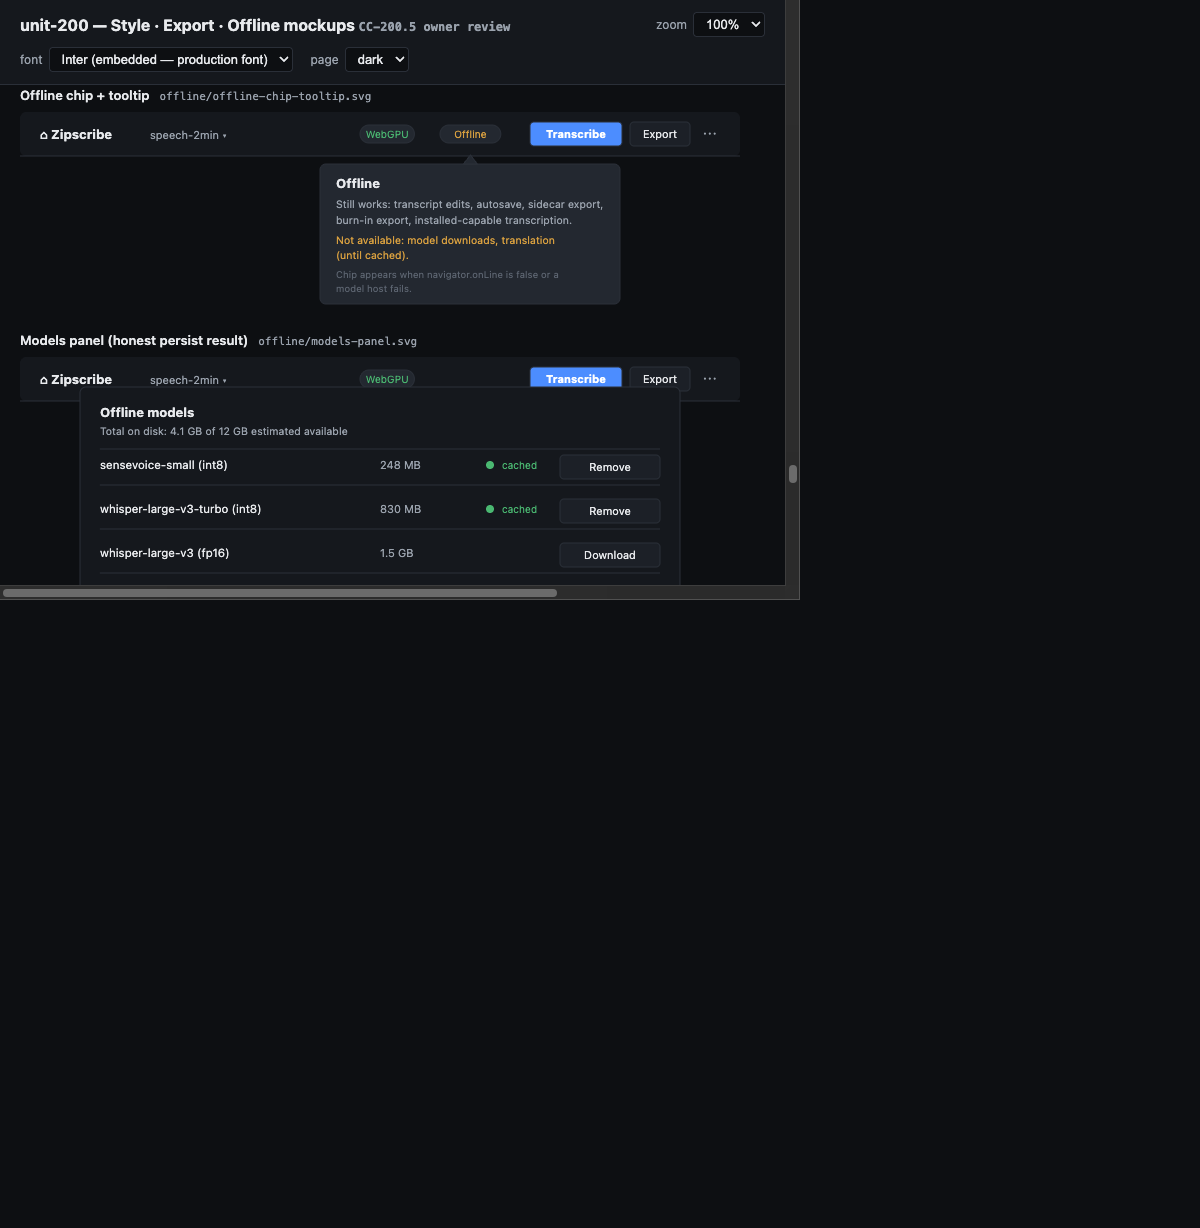 unit-200 — Style · Export · Offline mockups CC-200.5 owner review
zoom 100%
font Inter (embedded — production font) page dark
Offline chip + tooltip offline/offline-chip-tooltip.svg
⌂ Zipscribe speech-2min ▾ WebGPU Offline Transcribe Export ···
Offline
Still works: transcript edits, autosave, sidecar export,
burn-in export, installed-capable transcription.
Not available: model downloads, translation
(until cached).
Chip appears when navigator.onLine is false or a
model host fails.
Models panel (honest persist result) offline/models-panel.svg
⌂ Zipscribe speech-2min ▾ WebGPU Transcribe Export ···
Offline models
Total on disk: 4.1 GB of 12 GB estimated available
sensevoice-small (int8) 248 MB cached Remove
whisper-large-v3-turbo (int8) 830 MB cached Remove
whisper-large-v3 (fp16) 1.5 GB Download